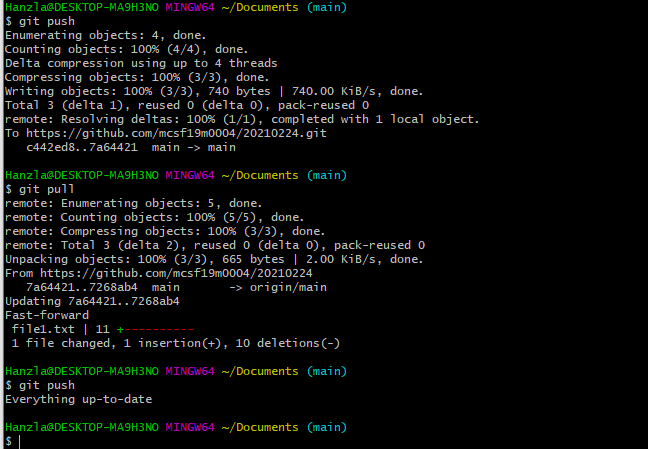 Hanzla@DESKTOP-MA9H3NO MINGW64 ~/Documents (main)
$ git push
Enumerating objects: 4, done.
Counting objects: 100% (4/4), done.
Delta compression using up to 4 threads
Compressing objects: 100% (3/3), done.
Writing objects: 100% (3/3), 740 bytes | 740.00 KiB/s, done.
Total 3 (delta 1), reused 0 (delta 0), pack-reused 0
remote: Resolving deltas: 100% (1/1), completed with 1 local object.
To https://github.com/mcsf19m0004/20210224.git
   c442ed8..7a64421  main -> main
Hanzla@DESKTOP-MA9H3NO MINGW64 ~/Documents (main)
$ git pull
remote: Enumerating objects: 5, done.
remote: Counting objects: 100% (5/5), done.
remote: Compressing objects: 100% (3/3), done.
remote: Total 3 (delta 2), reused 0 (delta 0), pack-reused 0
Unpacking objects: 100% (3/3), 665 bytes | 2.00 KiB/s, done.
From https://github.com/mcsf19m0004/20210224
   7a64421..7268ab4  main       -> origin/main
Updating 7a64421..7268ab4
Fast-forward
 file1.txt | 11 +----------
 1 file changed, 1 insertion(+), 10 deletions(-)
Hanzla@DESKTOP-MA9H3NO MINGW64 ~/Documents (main)
$ git push
Everything up-to-date
Hanzla@DESKTOP-MA9H3NO MINGW64 ~/Documents (main)
$